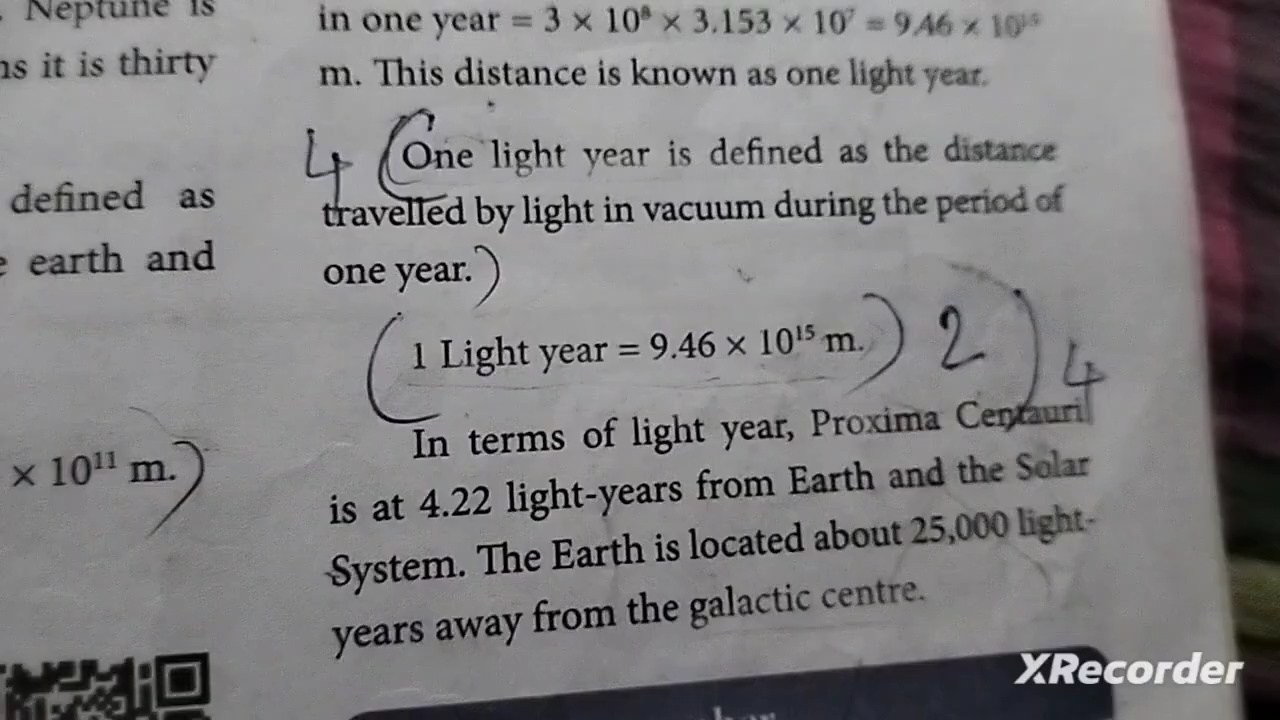 Neptune is
ns it is thirty
defined as
e earth and
× 10¹¹ m.)
in one year = 3 × 10⁸ × 3.153 × 10⁷ = 9.46 × 10¹⁵
m. This distance is known as one light year.
4 (One light year is defined as the distance
travelled by light in vacuum during the period of
one year.)
(1 Light year = 9.46 × 10¹⁵ m.) 2) 4
In terms of light year, Proxima Centauri
is at 4.22 light-years from Earth and the Solar
System. The Earth is located about 25,000 light-
years away from the galactic centre.
XRecorder